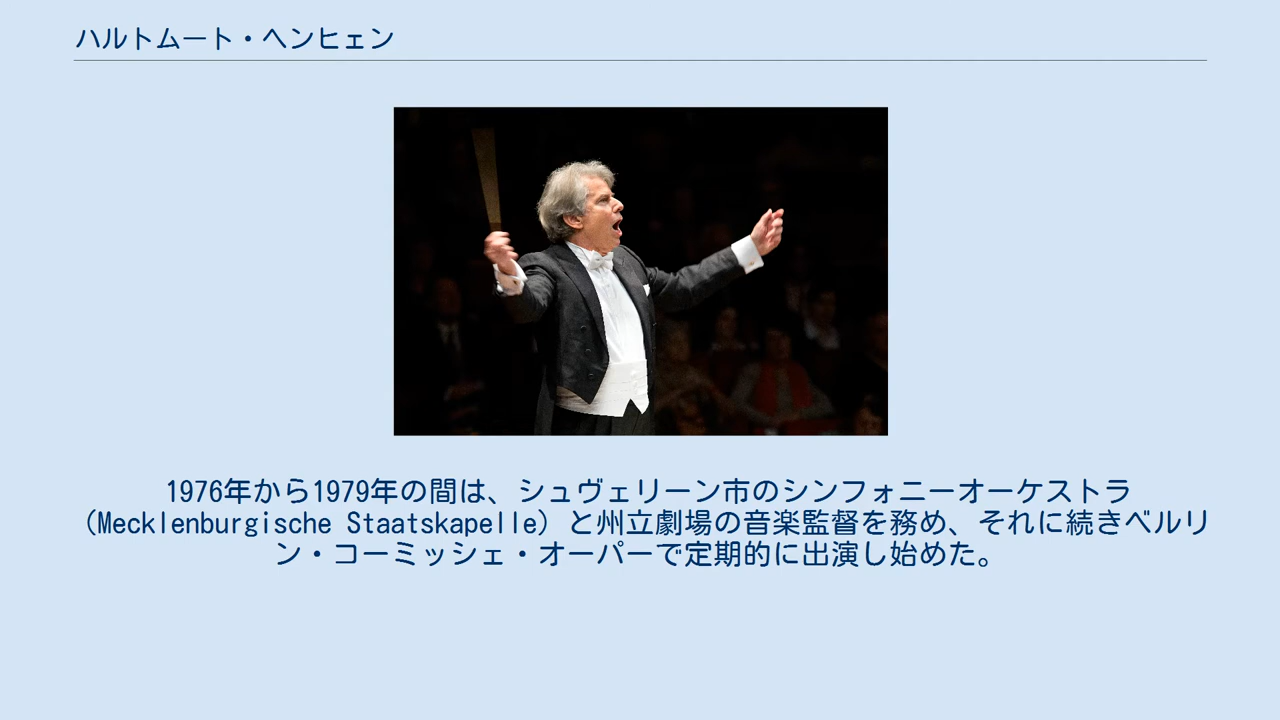 ハルトムート・ヘンヒェン
1976年から1979年の間は、シュヴェリーン市のシンフォニーオーケストラ
（Mecklenburgische Staatskapelle）と州立劇場の音楽監督を務め、それに続きベルリ
ン・コーミッシェ・オーパーで定期的に出演し始めた。